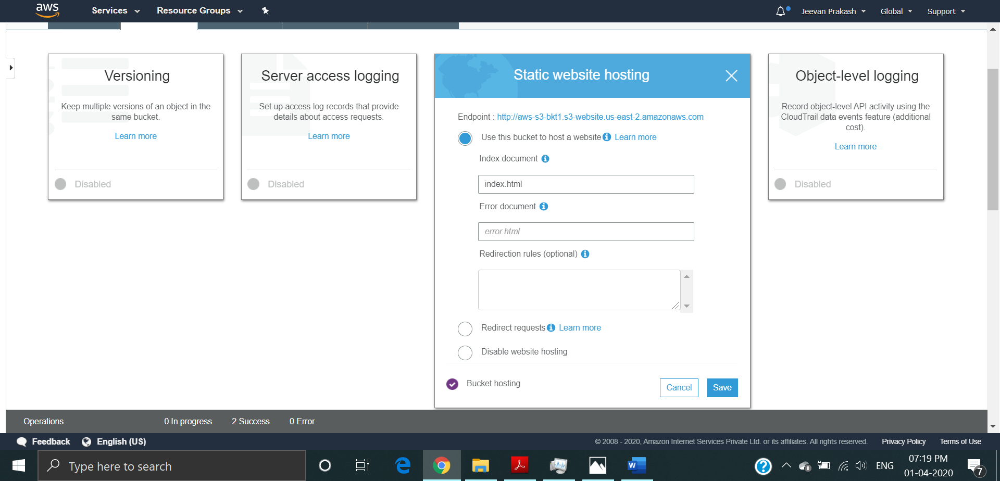 aws
Services
Resource Groups
Jeevan Prakash
Global
Support
Versioning
Keep multiple versions of an object in the
same bucket.
Learn more
Disabled
Server access logging
Set up access log records that provide
details about access requests.
Learn more
Disabled
Static website hosting
Endpoint : http://aws-s3-bkt1.s3-website.us-east-2.amazonaws.com
Use this bucket to host a website Learn more
Index document
index.html
Error document
error.html
Redirection rules (optional)
Redirect requests Learn more
Disable website hosting
Bucket hosting
Cancel
Save
Object-level logging
Record object-level API activity using the
CloudTrail data events feature (additional
cost).
Learn more
Disabled
Operations
0 In progress
2 Success
0 Error
Feedback
English (US)
© 2008 - 2020, Amazon Internet Services Private Ltd. or its affiliates. All rights reserved.
Privacy Policy
Terms of Use
Type here to search
W
ENG
07:19 PM
01-04-2020
7